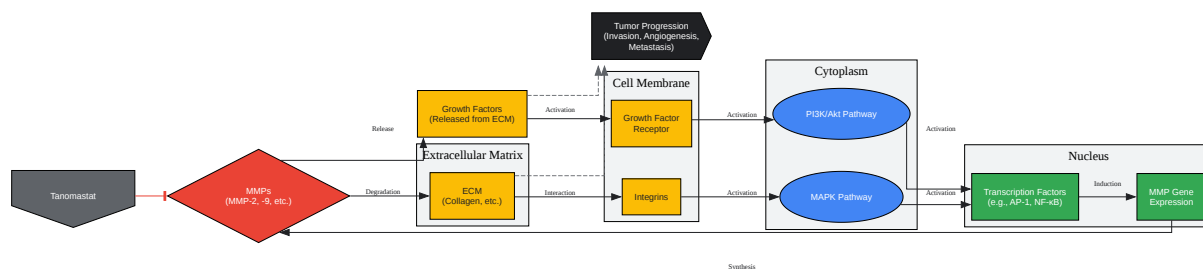 Tumor Progression
(Invasion, Angiogenesis,
Metastasis)
Cytoplasm
Cell Membrane
Growth Factors
(Released from ECM)
Activation
Growth Factor
Receptor
Activation
PI3K/Akt Pathway
Release
Activation
Extracellular Matrix
Nucleus
Tanomastat
MMPs
(MMP-2, -9, etc.)
Degradation
ECM
(Collagen, etc.)
Interaction
Integrins
Activation
MAPK Pathway
Activation
Transcription Factors
(e.g., AP-1, NF-κB)
Induction
MMP Gene
Expression
Synthesis